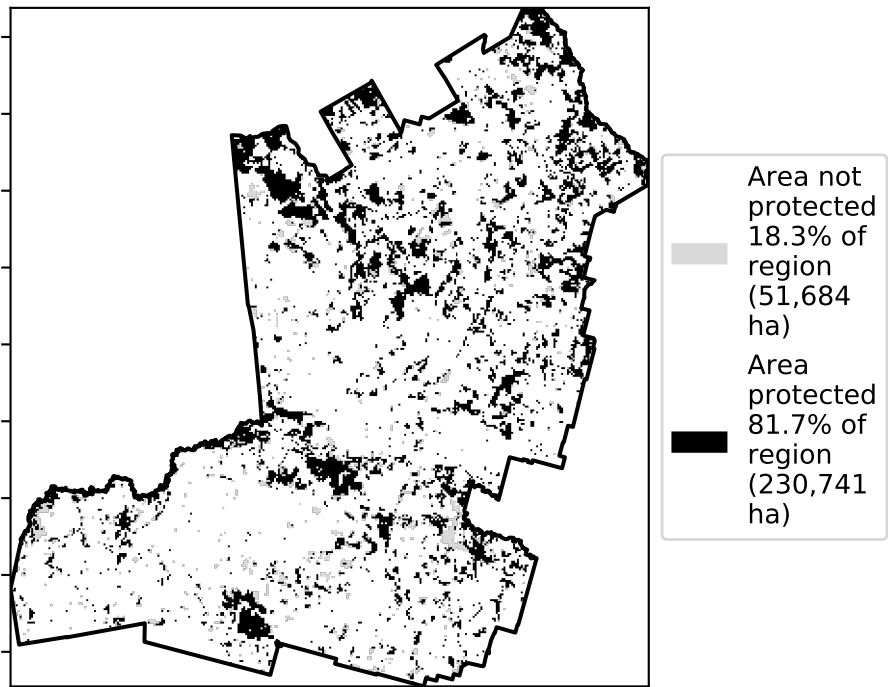 Area not
protected
18.3% of
region
(51,684
ha)
Area
protected
81.7% of
region
(230,741
ha)